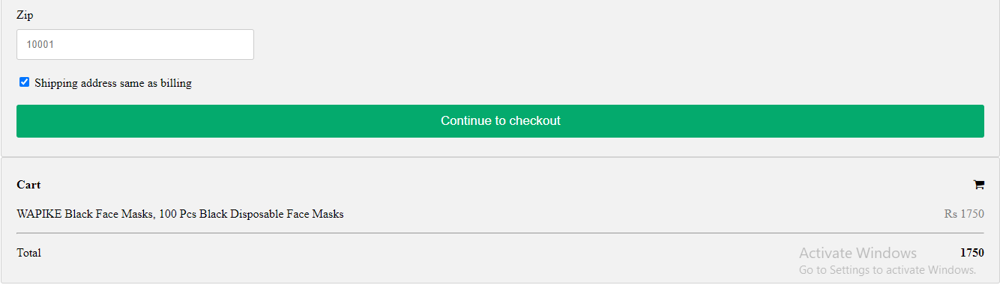 Zip
10001
Shipping address same as billing
Continue to checkout
Cart
WAPIKE Black Face Masks, 100 Pcs Black Disposable Face Masks Rs 1750
Total 1750
Activate Windows
Go to Settings to activate Windows.